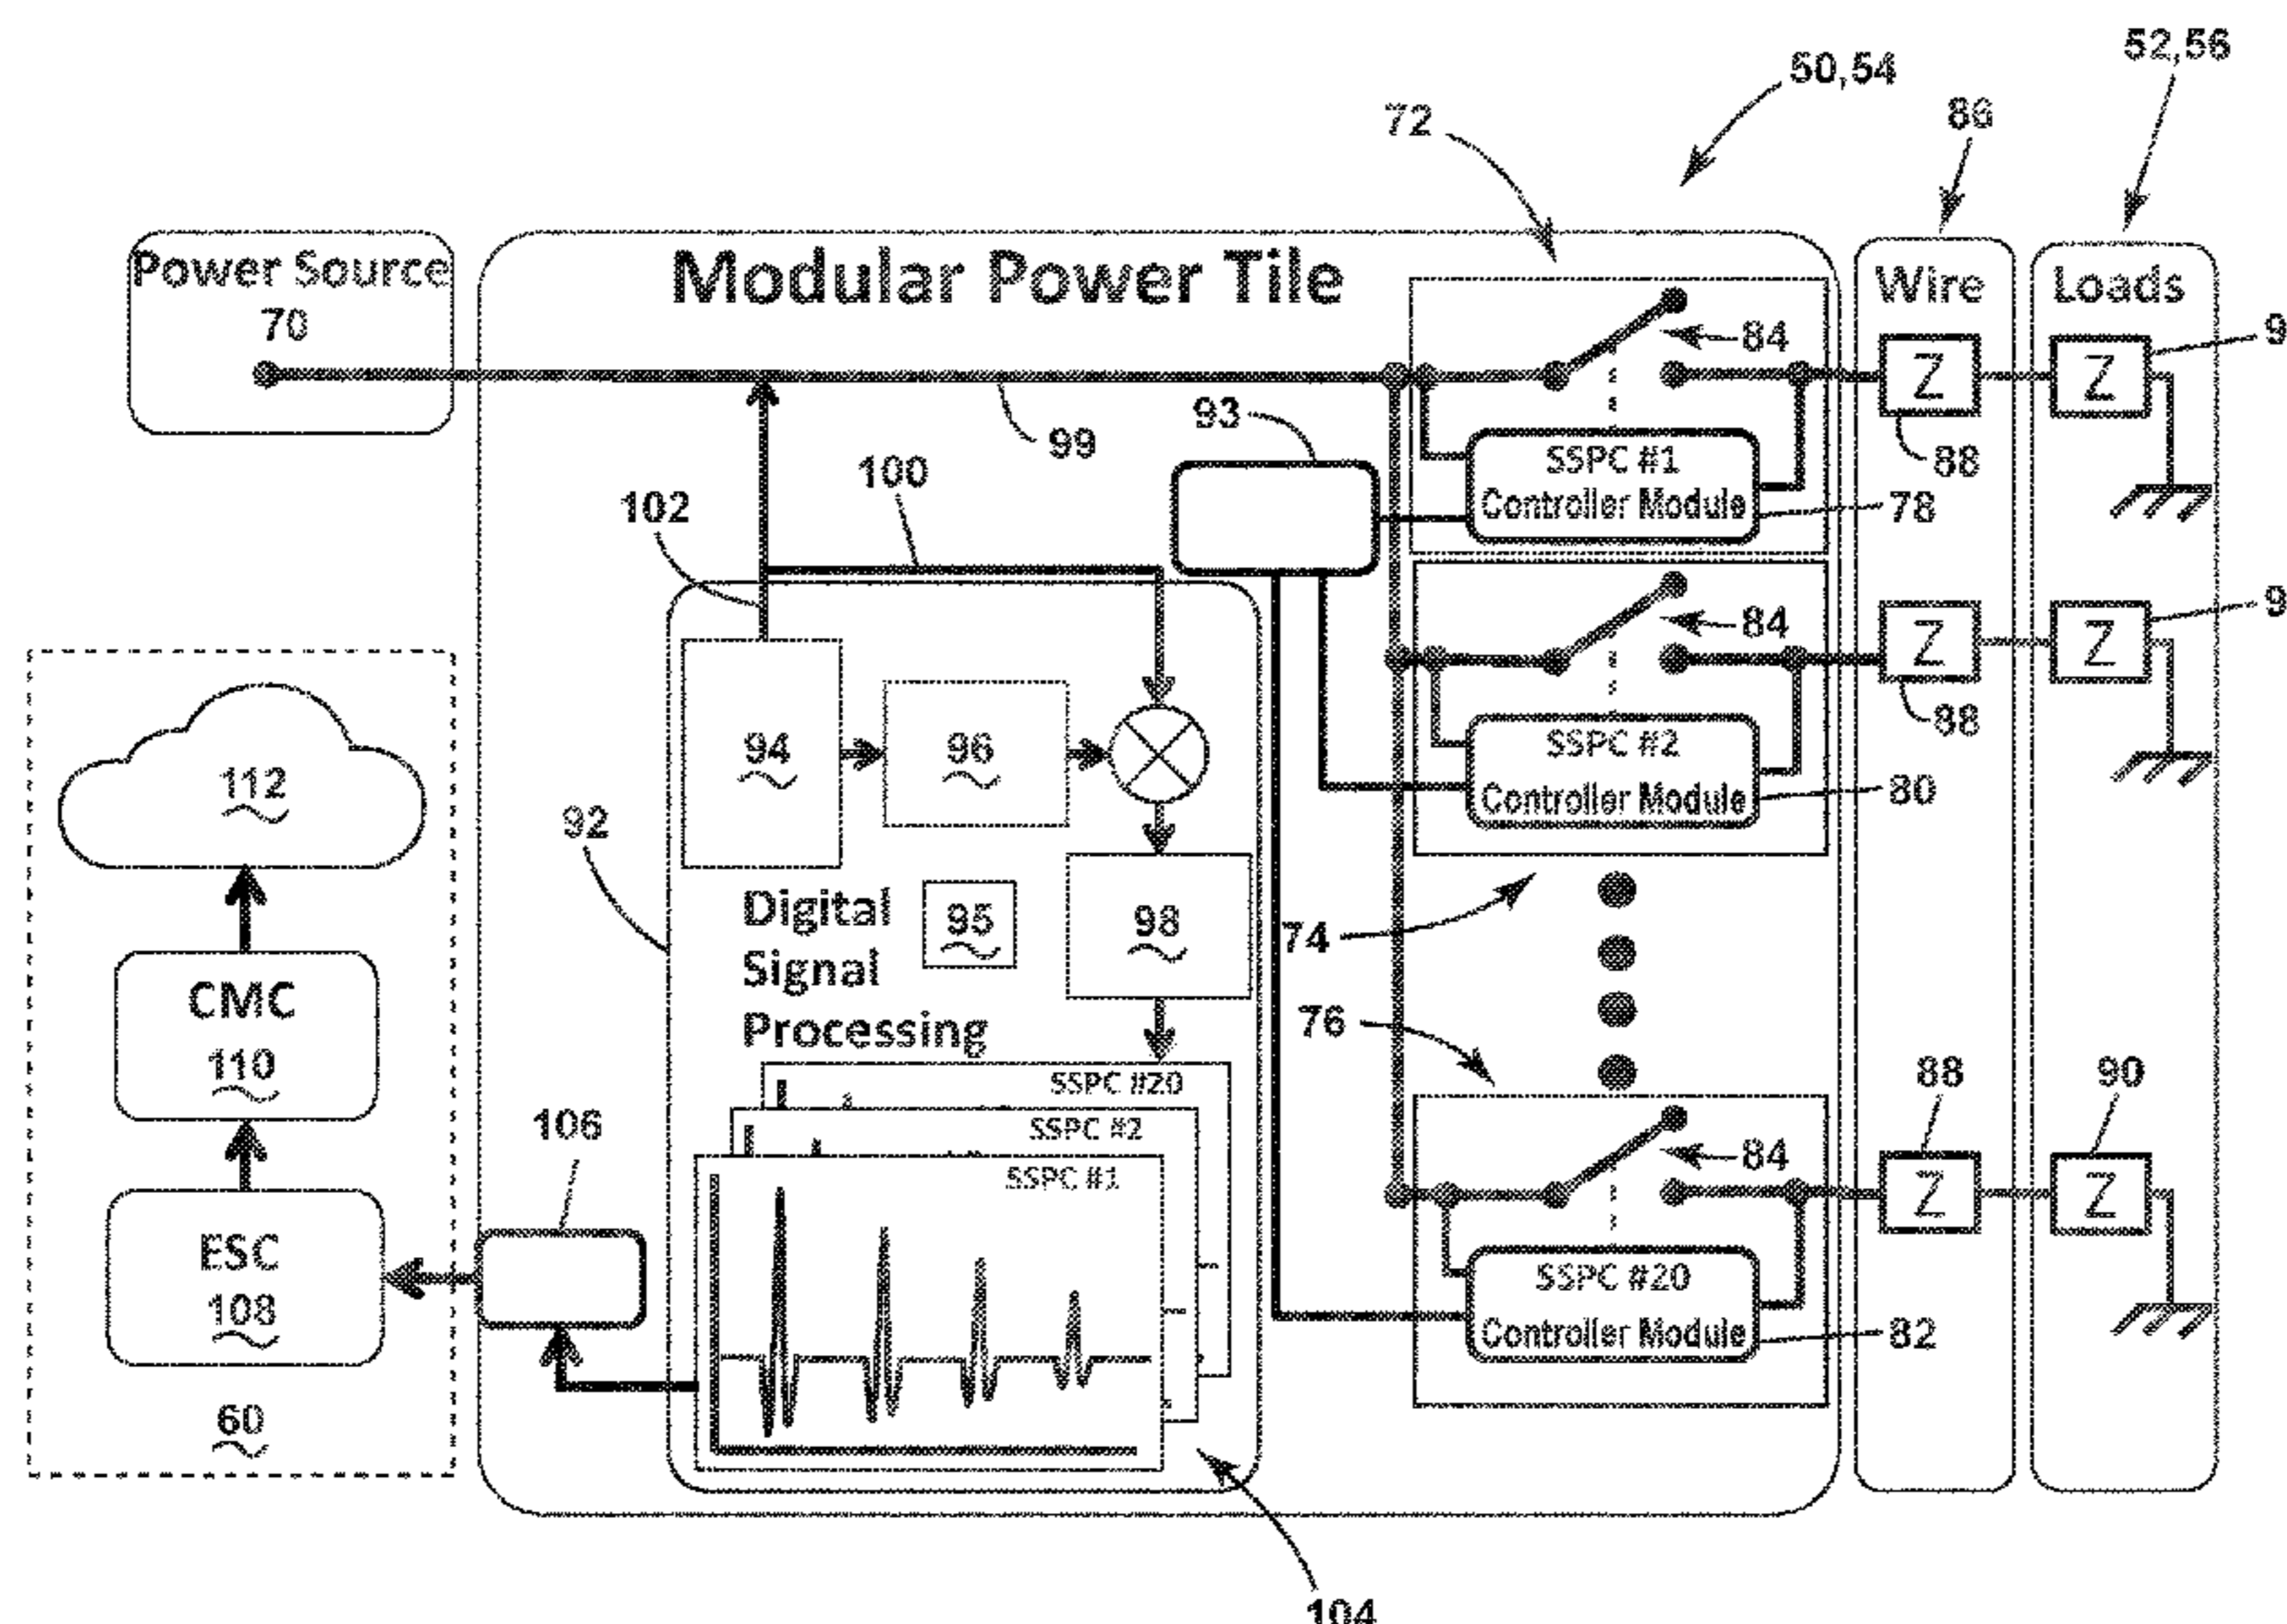 52,56
50,54
86
72
Power Source
70
Modular Power Tile
Wire
Loads
84
Z
Z
9
93
99
88
SSPC #1
Controller Module
78
100
102
84
Z
Z
9
88
94
96
SSPC #2
Controller Module
80
112
92
Digital
Signal
Processing
95
98
74
76
CMC
110
106
SSPC #20
SSPC #2
SSPC #1
88
90
84
Z
Z
ESC
108
SSPC #20
Controller Module
82
60
104